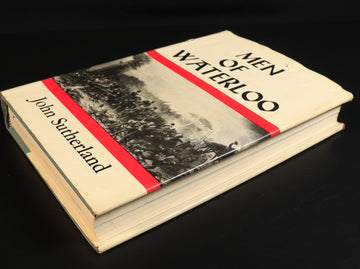 MEN
OF
WATERLOO
John Sutherland